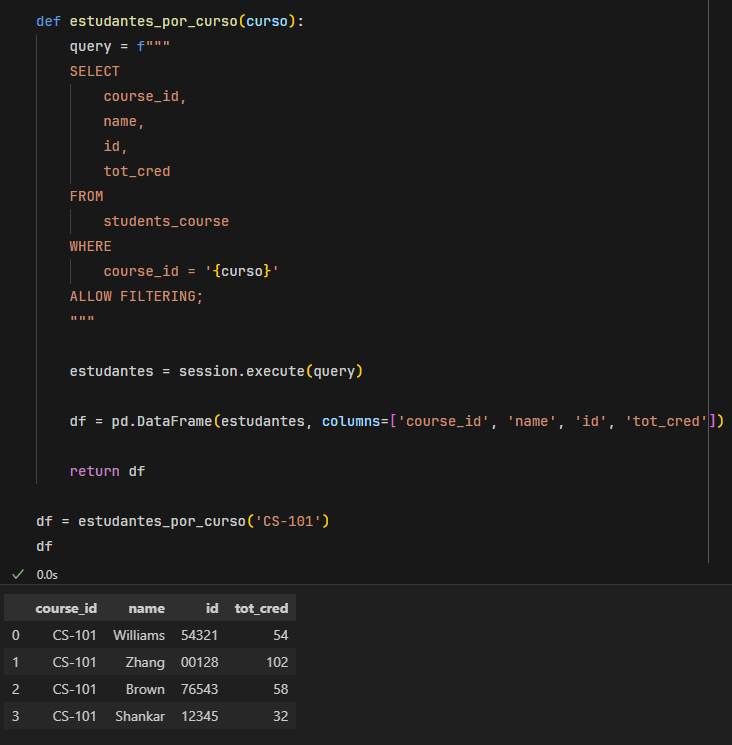 def estudantes_por_curso(curso):
query = f"""
SELECT
course_id,
name,
id,
tot_cred
FROM
students_course
WHERE
course_id = '{curso}'
ALLOW FILTERING;
"""
estudantes = session.execute(query)
df = pd.DataFrame(estudantes, columns=['course_id', 'name', 'id', 'tot_cred'])
return df
df = estudantes_por_curso('CS-101')
df
0.0s
course_id name id tot_cred
0 CS-101 Williams 54321 54
1 CS-101 Zhang 00128 102
2 CS-101 Brown 76543 58
3 CS-101 Shankar 12345 32